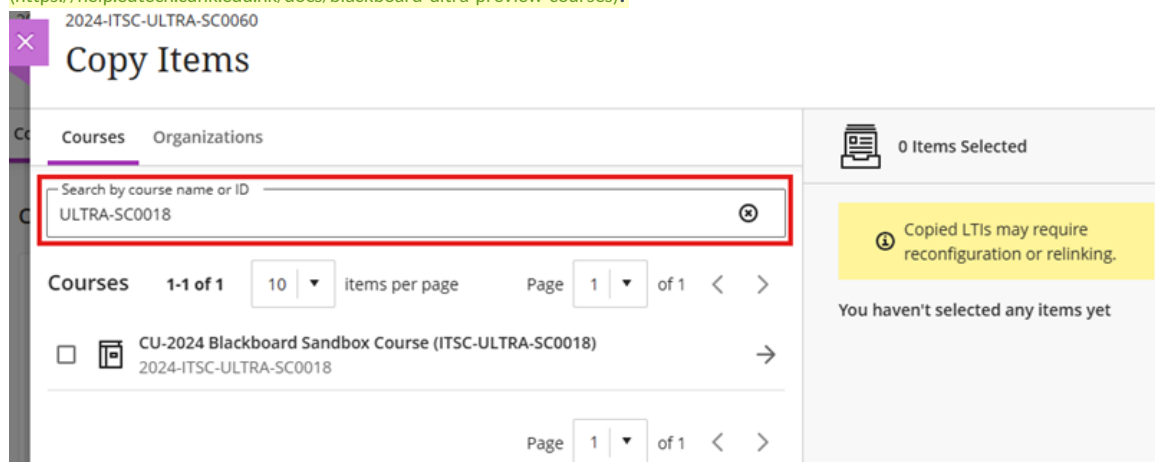 2024-ITSC-ULTRA-SC0060
Copy Items
Courses Organizations
0 Items Selected
Search by course name or ID
ULTRA-SC0018
Copied LTIs may require
reconfiguration or relinking.
Courses 1-1 of 1 10 items per page Page 1 of 1
You haven't selected any items yet
CU-2024 Blackboard Sandbox Course (ITSC-ULTRA-SC0018)
2024-ITSC-ULTRA-SC0018
Page 1 of 1